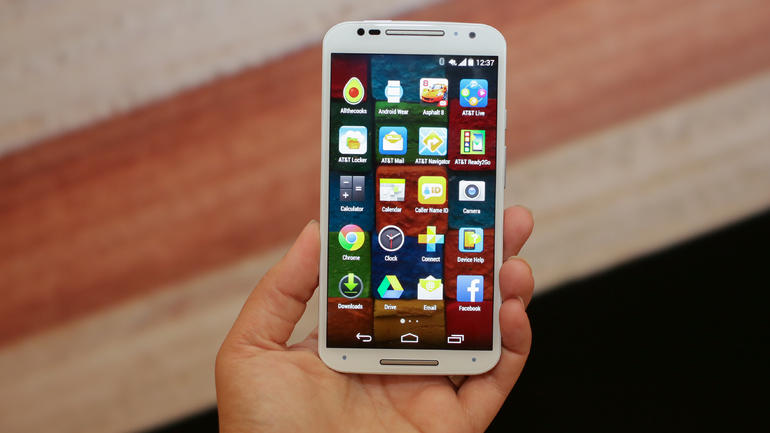 12:37
Allthecooks Android Wear Asphalt 8 AT&T Live
AT&T Locker AT&T Mail AT&T Navigator AT&T Ready2Go
ID
Calculator Calendar Caller Name ID Camera
Chrome Clock Connect Device Help
f
Downloads Drive Email Facebook